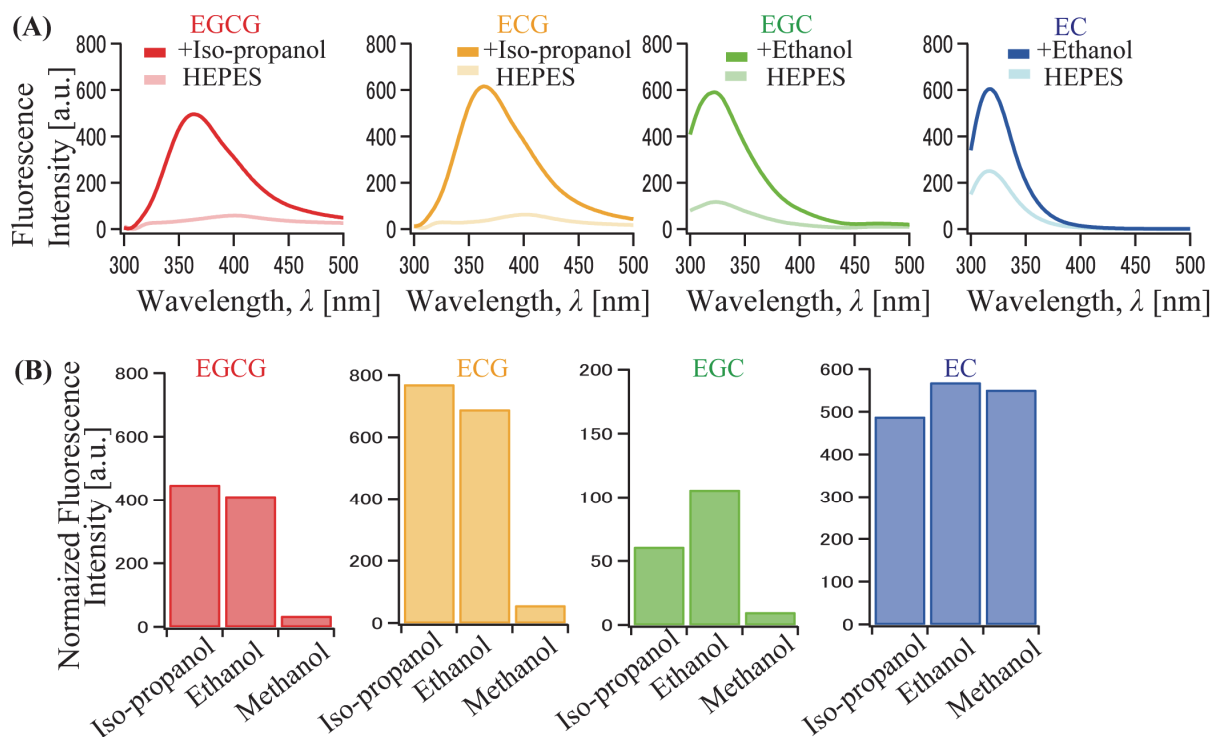 (A)
EGCG
ECG
EGC
EC
Fluorescence
Intensity [a.u.]
800
600
400
200
0
+Iso-propanol
HEPES
300 350 400 450 500
Wavelength, λ [nm]
800
600
400
200
0
+Iso-propanol
HEPES
300 350 400 450 500
Wavelength, λ [nm]
800
600
400
200
0
+Ethanol
HEPES
300 350 400 450 500
Wavelength, λ [nm]
800
600
400
200
0
+Ethanol
HEPES
300 350 400 450 500
Wavelength, λ [nm]
(B)
EGCG
ECG
EGC
EC
Normaized Fluorescence
Intensity [a.u.]
800
600
400
200
0
Iso-propanol
Ethanol
Methanol
800
600
400
200
0
Iso-propanol
Ethanol
Methanol
200
150
100
50
0
Iso-propanol
Ethanol
Methanol
600
500
400
300
200
100
0
Iso-propanol
Ethanol
Methanol